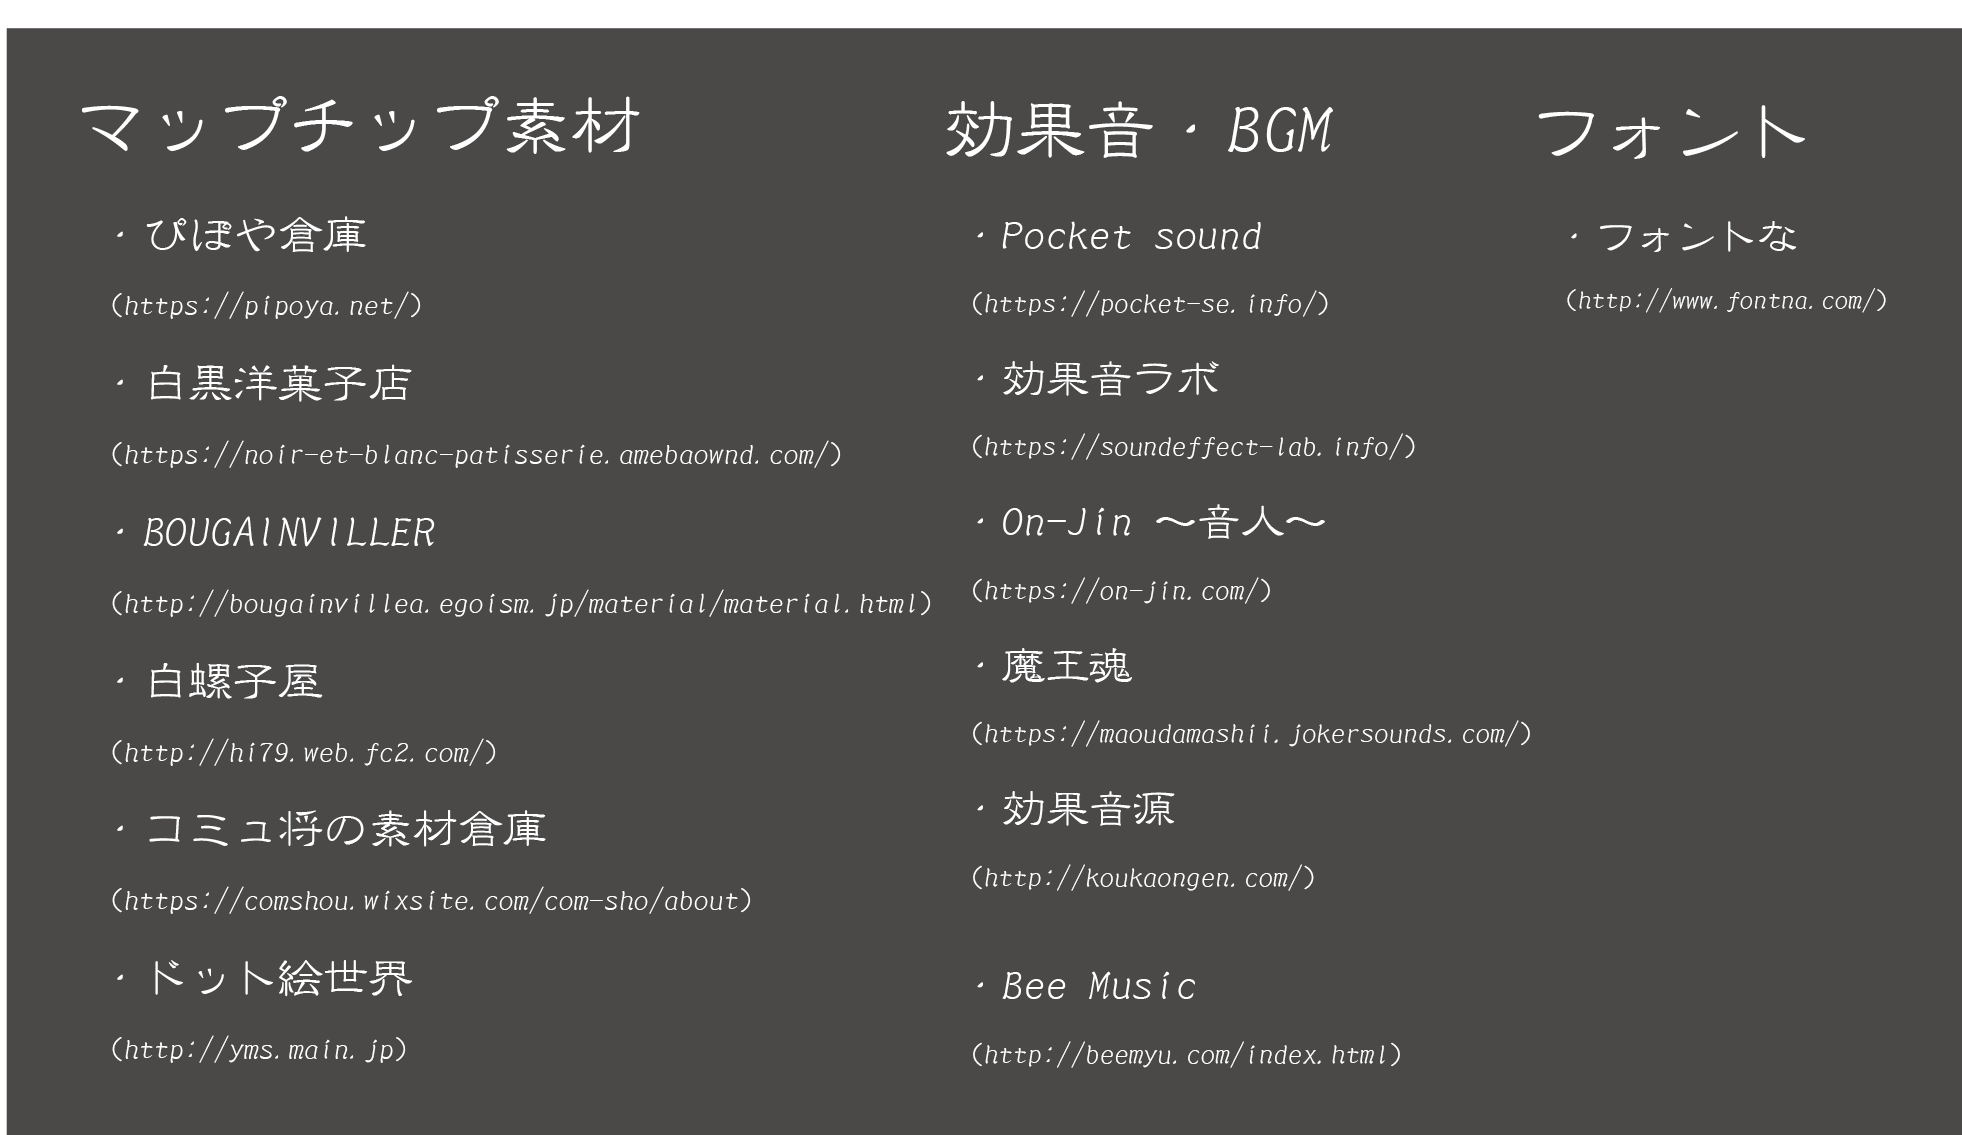 マップチップ素材
・ぴぽや倉庫
(https://pipoya.net/)
・白黒洋菓子店
(https://noir-et-blanc-patisserie.amebaownd.com/)
・BOUGAINVILLER
(http://bougainvillea.egoism.jp/material/material.html)
・白螺子屋
(http://hi79.web.fc2.com/)
・コミュ将の素材倉庫
(https://comshou.wixsite.com/com-sho/about)
・ドット絵世界
(http://yms.main.jp)
効果音・BGM
・Pocket sound
(https://pocket-se.info/)
・効果音ラボ
(https://soundeffect-lab.info/)
・On-Jin ～音人～
(https://on-jin.com/)
・魔王魂
(https://maoudamashii.jokersounds.com/)
・効果音源
(http://koukaongen.com/)
・Bee Music
(http://beemyu.com/index.html)
フォント
・フォントな
(http://www.fontna.com/)